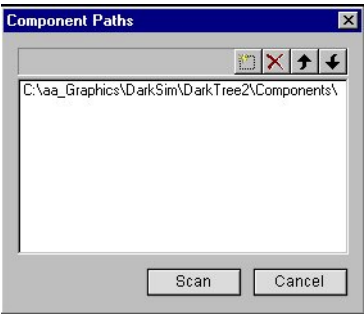 Component Paths
C:\aa_Graphics\DarkSim\DarkTree2\Components\
Scan
Cancel